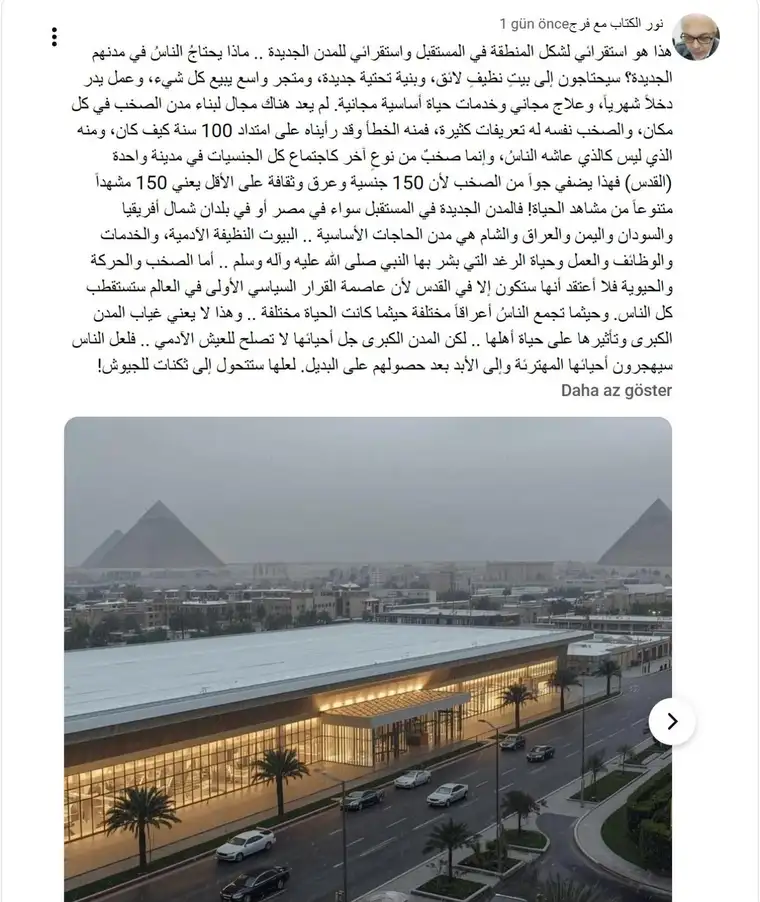 نور الكتاب مع فرج1 gün önce
هذا هو استقرائي لشكل المنطقة في المستقبل واستقرائي للمدن الجديدة .. ماذا يحتاجُ الناسُ في مدنهم
الجديدة؟ سيحتاجون إلى بيتٍ نظيفٍ لائق، وبنية تحتية جديدة، ومتجر واسع يبيع كل شيء، وعمل يدر
دخلاً شهرياً، وعلاج مجاني وخدمات حياة أساسية مجانية. لم يعد هناك مجال لبناء مدن الصخب في كل
مكان، والصخب نفسه له تعريفات كثيرة، فمنه الخطأ وقد رأيناه على امتداد 100 سنة كيف كان، ومنه
الذي ليس كالذي عاشه الناسُ، وإنما صخبٌ من نوعٍ آخر كاجتماع كل الجنسيات في مدينة واحدة
(القدس) فهذا يضفي جواً من الصخب لأن 150 جنسية وعرق وثقافة على الأقل يعني 150 مشهداً
متنوعاً من مشاهد الحياة! فالمدن الجديدة في المستقبل سواء في مصر أو في بلدان شمال أفريقيا
والسودان واليمن والعراق والشام هي مدن الحاجات الأساسية .. البيوت النظيفة الآدمية، والخدمات
والوظائف والعمل وحياة الرغد التي بشر بها النبي صلى الله عليه وآله وسلم .. أما الصخب والحركة
والحيوية فلا أعتقد أنها ستكون إلا في القدس لأن عاصمة القرار السياسي الأولى في العالم ستستقطب
كل الناس. وحيثما تجمع الناسُ أعراقاً مختلفة حيثما كانت الحياة مختلفة .. وهذا لا يعني غياب المدن
الكبرى وتأثيرها على حياة أهلها .. لكن المدن الكبرى جل أحيائها لا تصلح للعيش الآدمي .. فلعل الناس
سيهجرون أحيائها المهترئة وإلى الأبد بعد حصولهم على البديل. لعلها ستتحول إلى ثكنات للجيوش!
Daha az göster